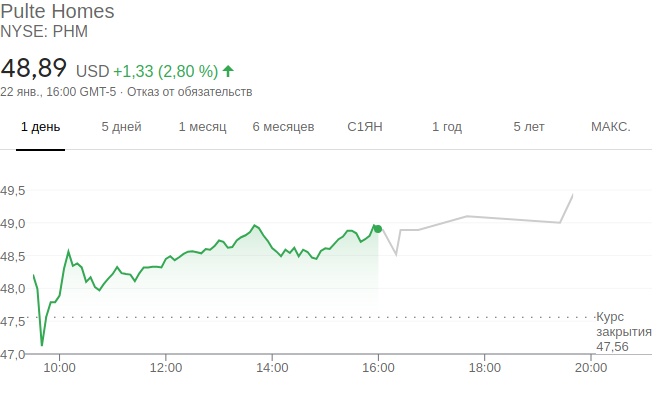 Pulte Homes
NYSE: PHM
48,89 USD +1,33 (2,80 %)
22 янв., 16:00 GMT-5 · Отказ от обязательств
1 день 5 дней 1 месяц 6 месяцев С1ЯН 1 год 5 лет МАКС.
49,5
49,0
48,5
48,0
47,5
47,0
Курс
закрытия
47,56
10:00 12:00 14:00 16:00 18:00 20:00